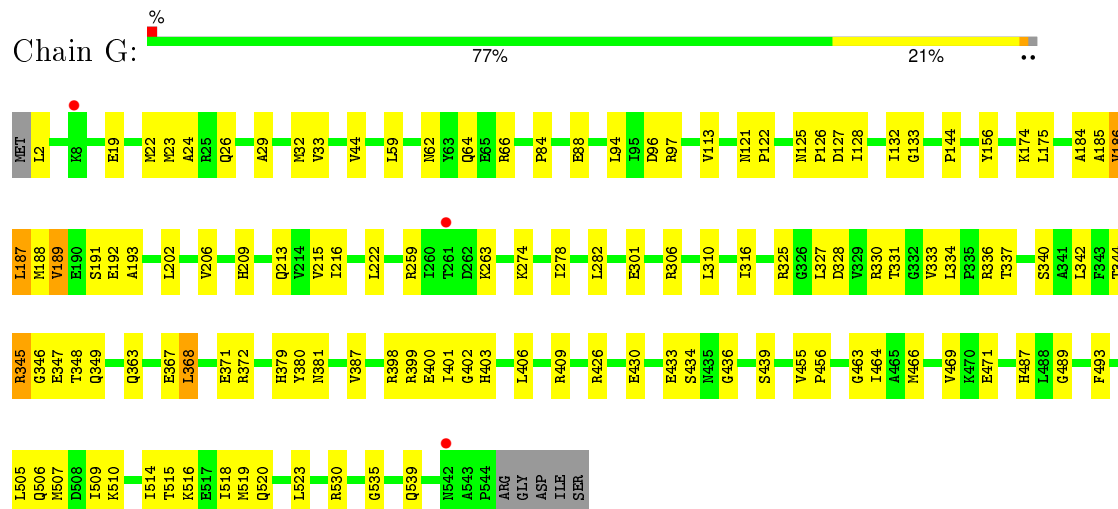 %
Chain G:
77% 21% ••
MET L2 K8 E19 M22 M23 A24 R25 Q26 A29 M32 V33 V44 L59 N62 Y63 Q64 E65 R66 P84 E88 L94 I95 D96 R97 V113 N121 P122 N125 P126 D127 I128 I132 G133 P144 Y156 K174 L175 A184 A185 V186
L187 M188 V189 E190 S191 E192 A193 L202 V206 H209 Q213 V214 V215 I216 L222 R259 I260 T261 D262 K263 K274 I278 L282 E301 R306 L310 I316 R325 G326 L327 D328 V329 R330 T331 G332 V333 L334 P335 R336 T337 S340 A341 L342 F343 T344
R345 G346 E347 T348 Q349 Q363 E367 L368 E371 R372 H379 Y380 N381 V387 R398 R399 E400 I401 G402 H403 L406 R409 R426 E430 E433 S434 N435 G436 S439 V455 P456 G463 I464 A465 M466 V469 K470 E471 H487 L488 G489 F493
L505 Q506 M507 D508 I509 K510 I514 T515 K516 E517 I518 M519 Q520 L523 R530 G535 Q539 N542 A543 P544 ARG GLY ASP ILE SER